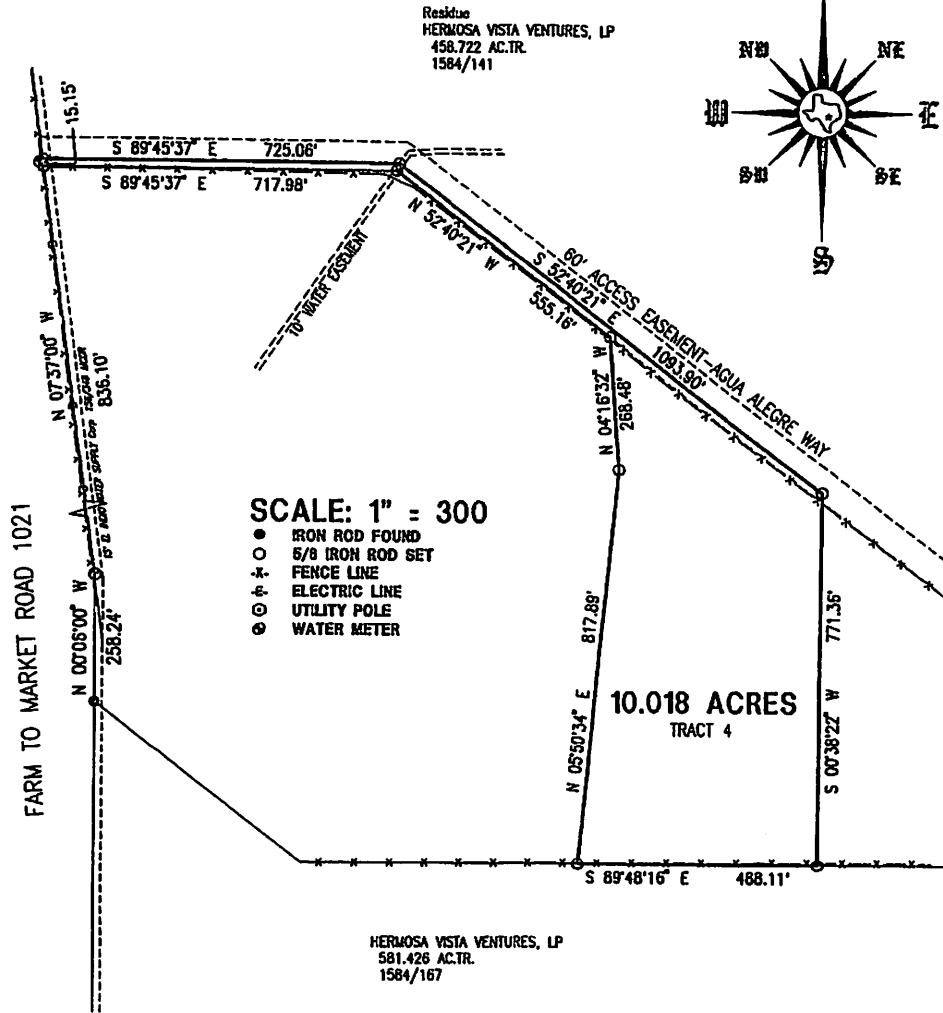 Residue
HERMOSA VISTA VENTURES, LP
458.722 AC.TR.
1584/141
NW
NE
W
E
SW
SE
S
15.15'
S 89°45'37" E 725.06'
S 89°45'37" E 717.98'
N 52°40'21" W
S 52°40'21" E
555.16'
60' ACCESS EASEMENT-AGUA ALEGRE WAY
1093.90'
10' WATER EASEMENT
N 07°37'00" W
836.10'
N 04°16'32" W
268.48'
SCALE: 1" = 300
IRON ROD FOUND
5/8 IRON ROD SET
-X- FENCE LINE
-E- ELECTRIC LINE
UTILITY POLE
WATER METER
FARM TO MARKET ROAD 1021
N 00°06'00" W
258.24'
817.89'
N 05°50'34" E
771.36'
S 00°38'22" W
10.018 ACRES
TRACT 4
S 89°48'16" E 488.11'
HERMOSA VISTA VENTURES, LP
581.426 AC.TR.
1584/167